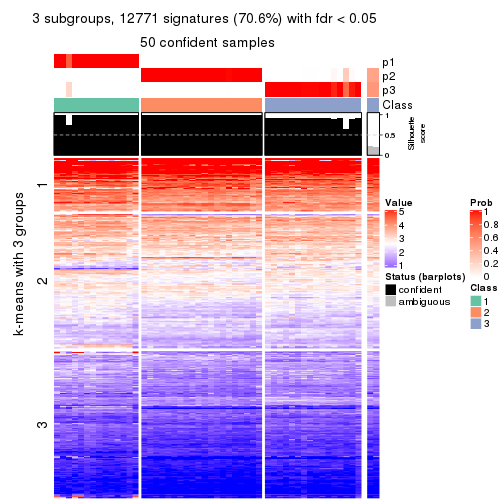 3 subgroups, 12771 signatures (70.6%) with fdr < 0.05
50 confident samples
p1
p2
p3
Class
1
0.5
0
Silhouette
score
k-means with 3 groups
1
2
3
Value
5
4
3
2
1
Status (barplots)
confident
ambiguous
Prob
1
0.8
0.6
0.4
0.2
0
Class
1
2
3